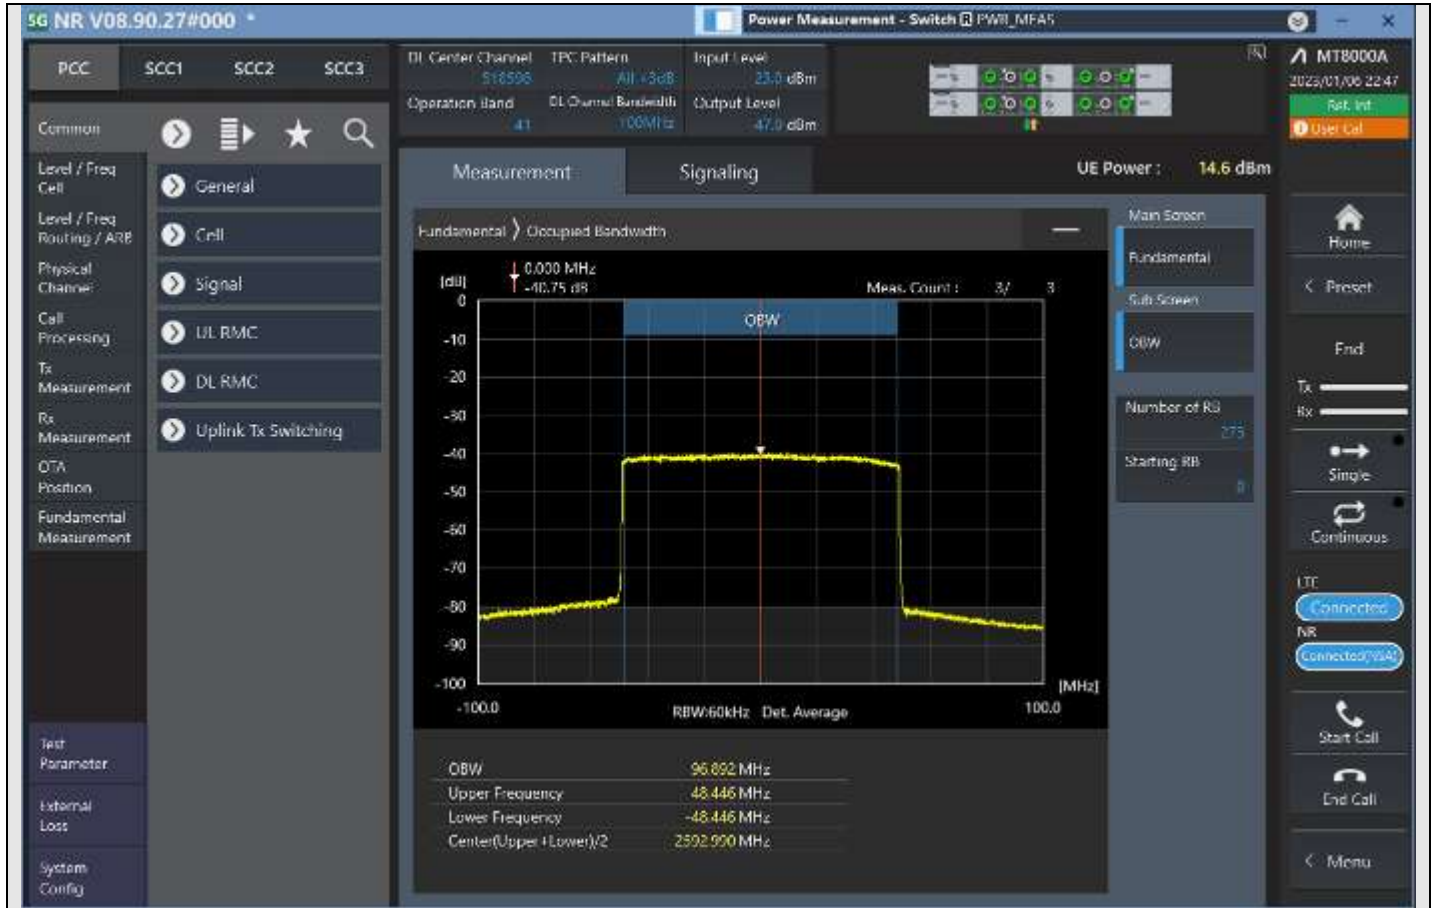 SG NR V08.90.27#000 *
Power Measurement - Switch R PWR_MEAS
PCC SCC1 SCC2 SCC3
DL Center Channel TPC Pattern Input Level
518598 All +3dB 23.0 dBm
Operation Band DL Channel Bandwidth Output Level
41 100MHz -47.0 dBm
MT8000A
2023/01/06 22:47
Ref. Int
User Cal
Common
Level / Freq
Cell
Level / Freq
Routing / ARB
Physical
Channel
Call
Processing
Tx
Measurement
Rx
Measurement
OTA
Position
Fundamental
Measurement
Test
Parameter
External
Loss
System
Config
General
Cell
Signal
UL RMC
DL RMC
Uplink Tx Switching
Measurement Signaling
UE Power : 14.6 dBm
Fundamental > Occupied Bandwidth
[dB]
0.000 MHz
-40.75 dB
Meas. Count : 3/ 3
OBW
0
-10
-20
-30
-40
-50
-60
-70
-80
-90
-100
[MHz]
-100.0 RBW:60kHz Det. Average 100.0
OBW 96.892 MHz
Upper Frequency 48.446 MHz
Lower Frequency -48.446 MHz
Center(Upper+Lower)/2 2592.990 MHz
Main Screen
Fundamental
Sub Screen
OBW
Number of RB
273
Starting RB
0
Home
< Preset
End
Tx
Rx
Single
Continuous
LTE
Connected
NR
Connected(NSA)
Start Call
End Call
< Menu